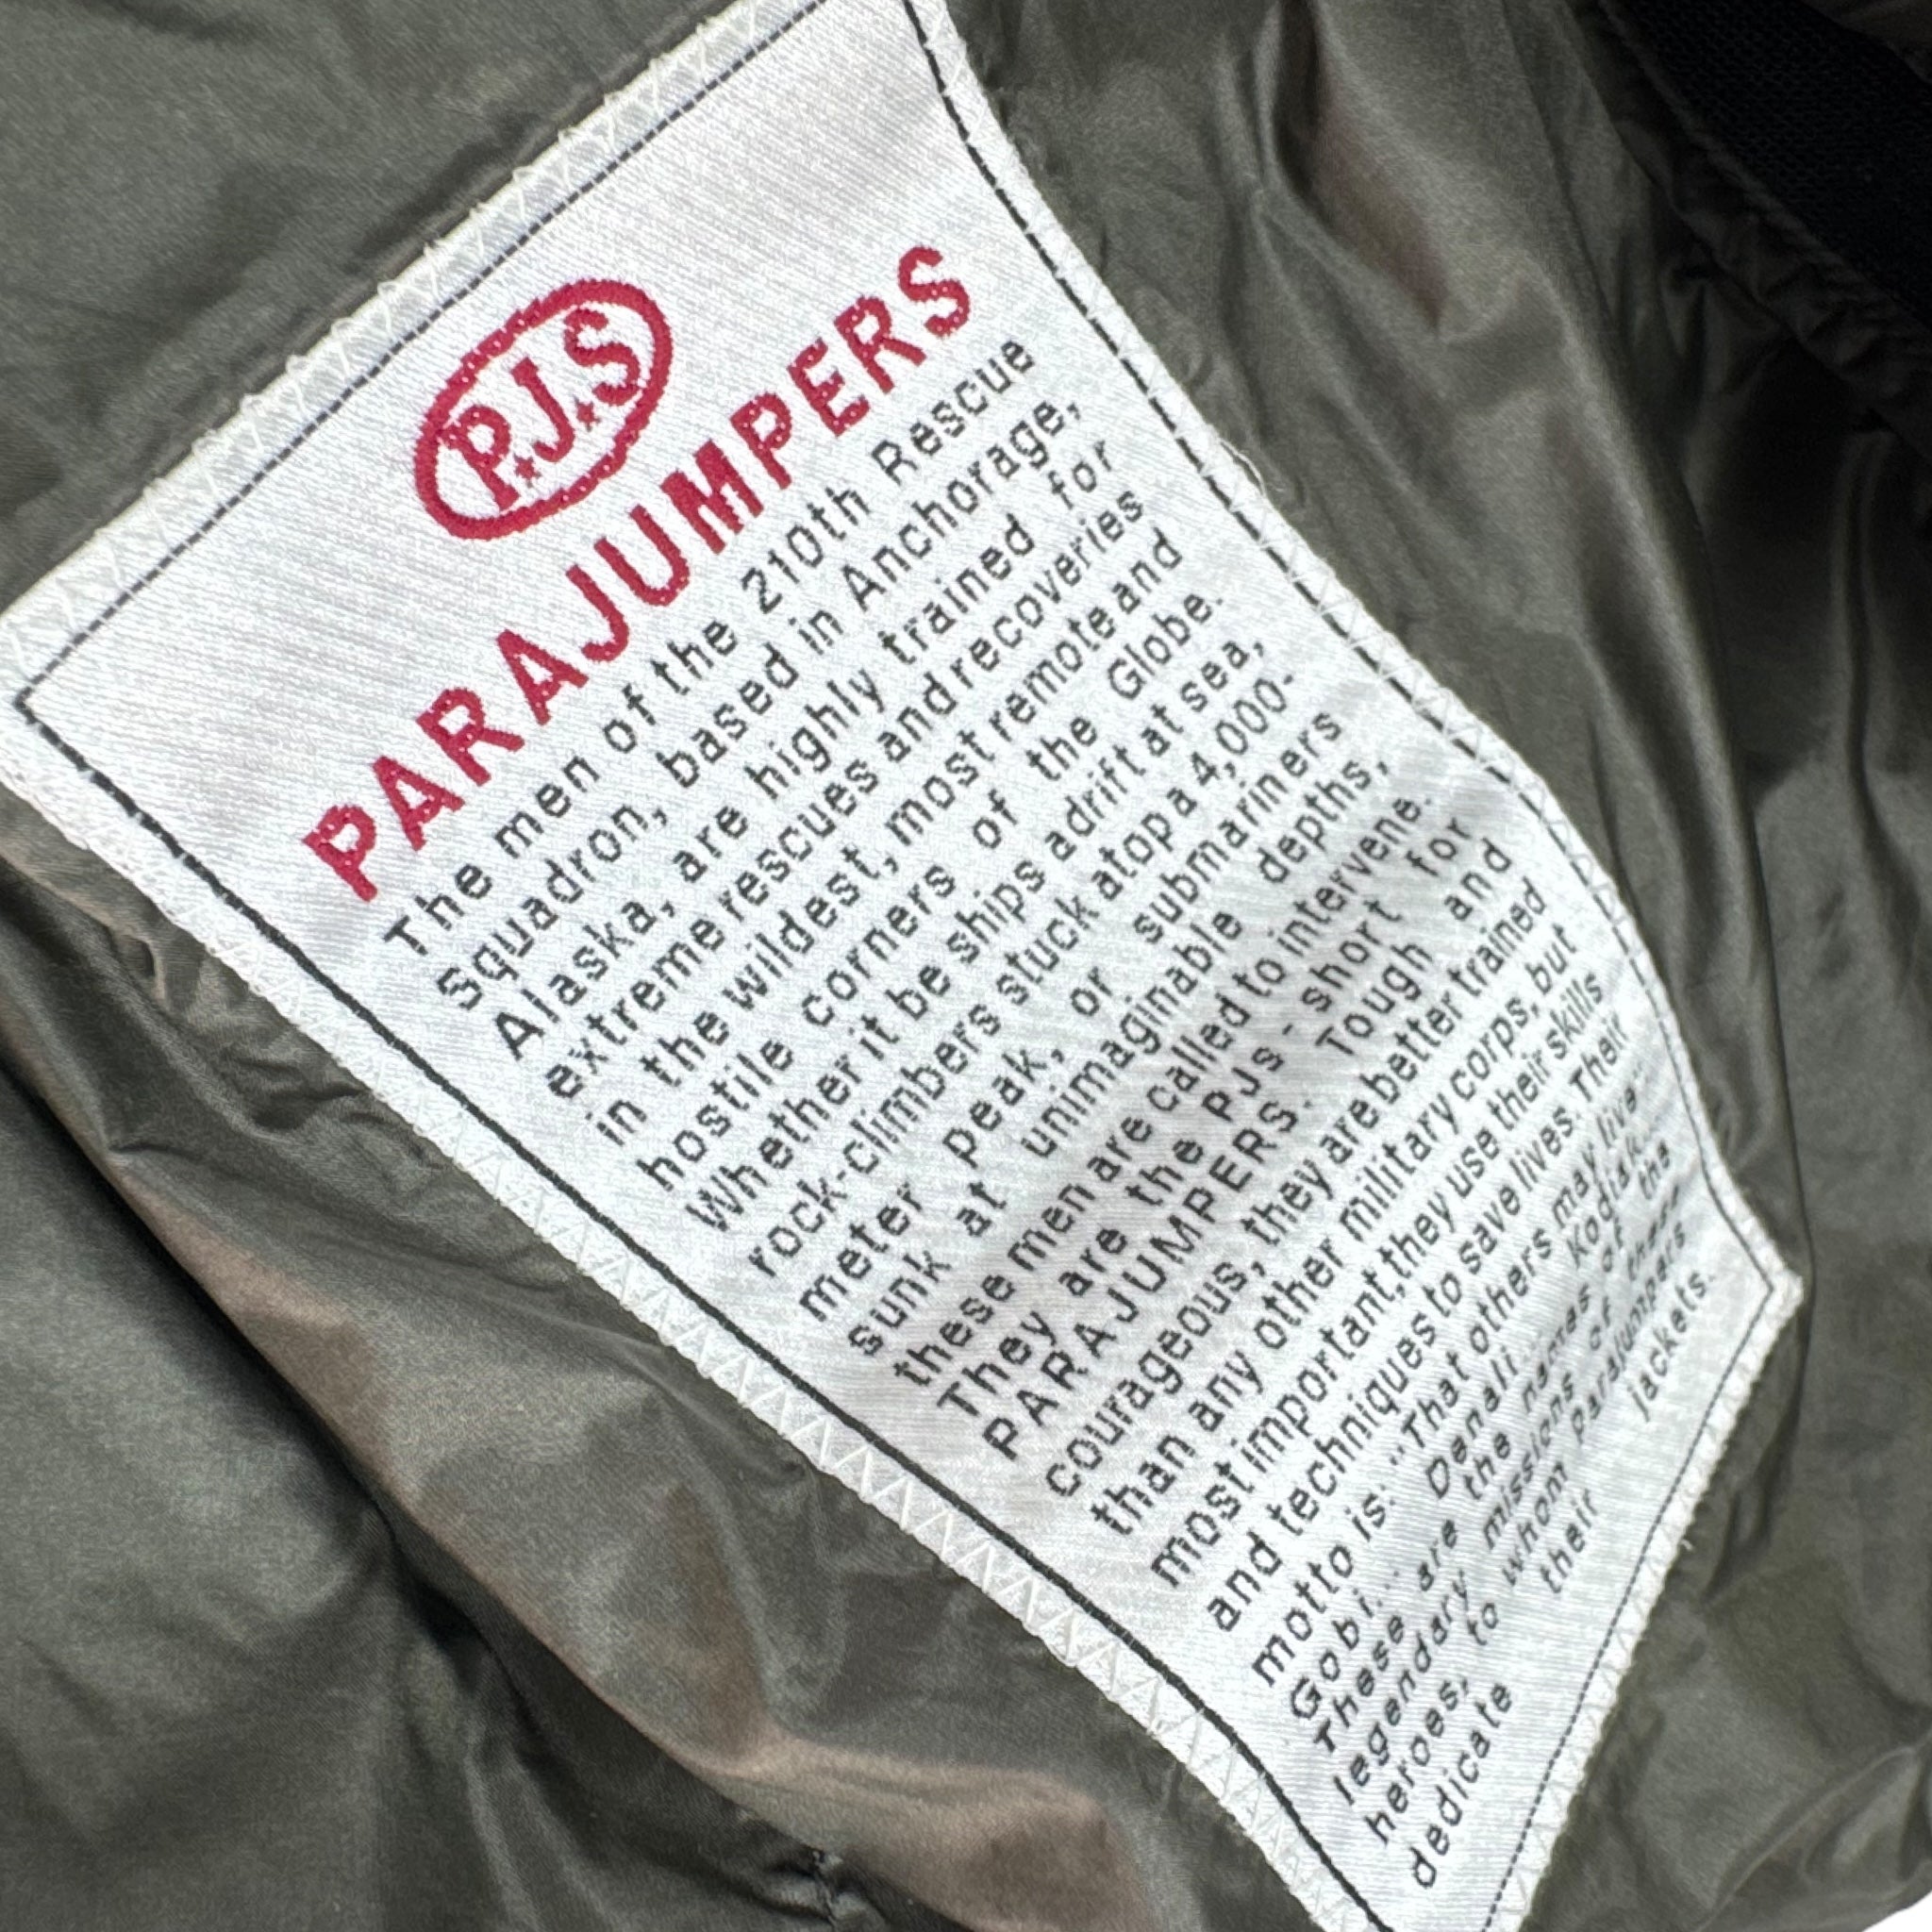 P.J.S
PARAJUMPERS
The men of the 210th Rescue
Squadron, based in Anchorage,
Alaska, are highly trained for
extreme rescues and recoveries
in the wildest, most remote and
hostile corners of the Globe.
Whether it be ships adrift at sea,
rock-climbers stuck atop a 4,000-
meter peak, or submariners
sunk at unimaginable depths,
these men are called to intervene.
They are the PJs - short for
PARAJUMPERS. Tough and
courageous, they are better trained
than any other military corps, but
most important, they use their skills
and techniques to save lives. Their
motto is: "That others may live"
Gobi... Denali... Kodiak...
These are the names of the
legendary missions of these
heroes, to whom Parajumpers
dedicate their jackets.